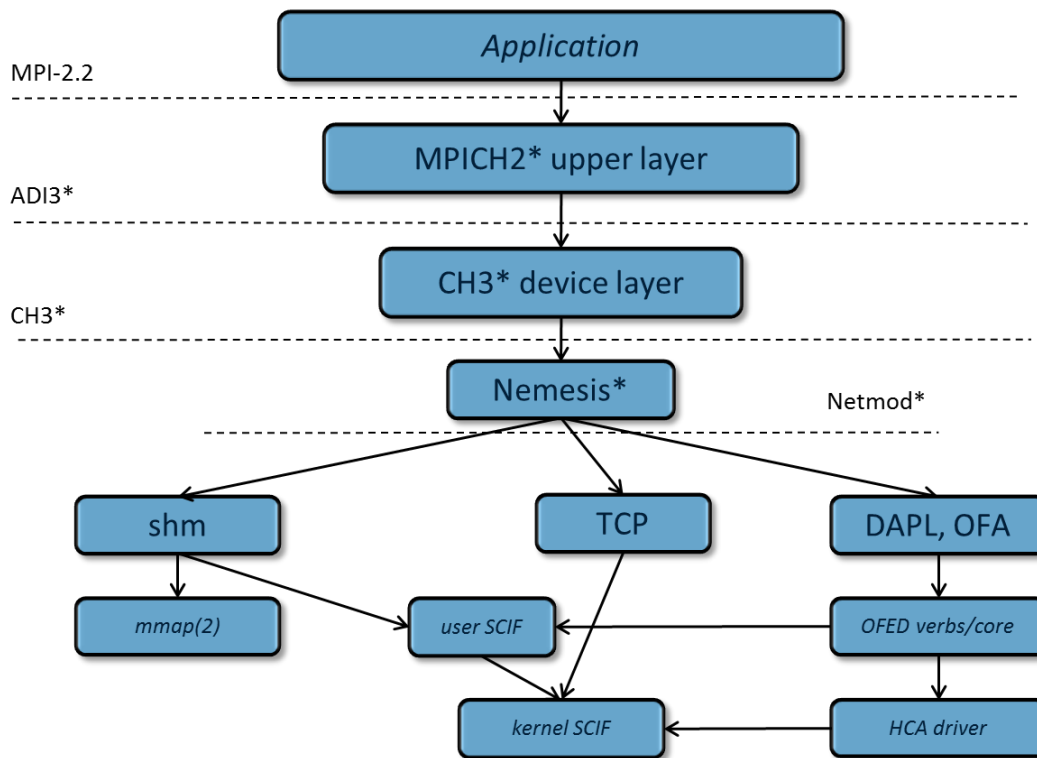 Application
MPI-2.2
MPICH2* upper layer
ADI3*
CH3* device layer
CH3*
Nemesis*
Netmod*
shm
TCP
DAPL, OFA
mmap(2)
user SCIF
OFED verbs/core
kernel SCIF
HCA driver